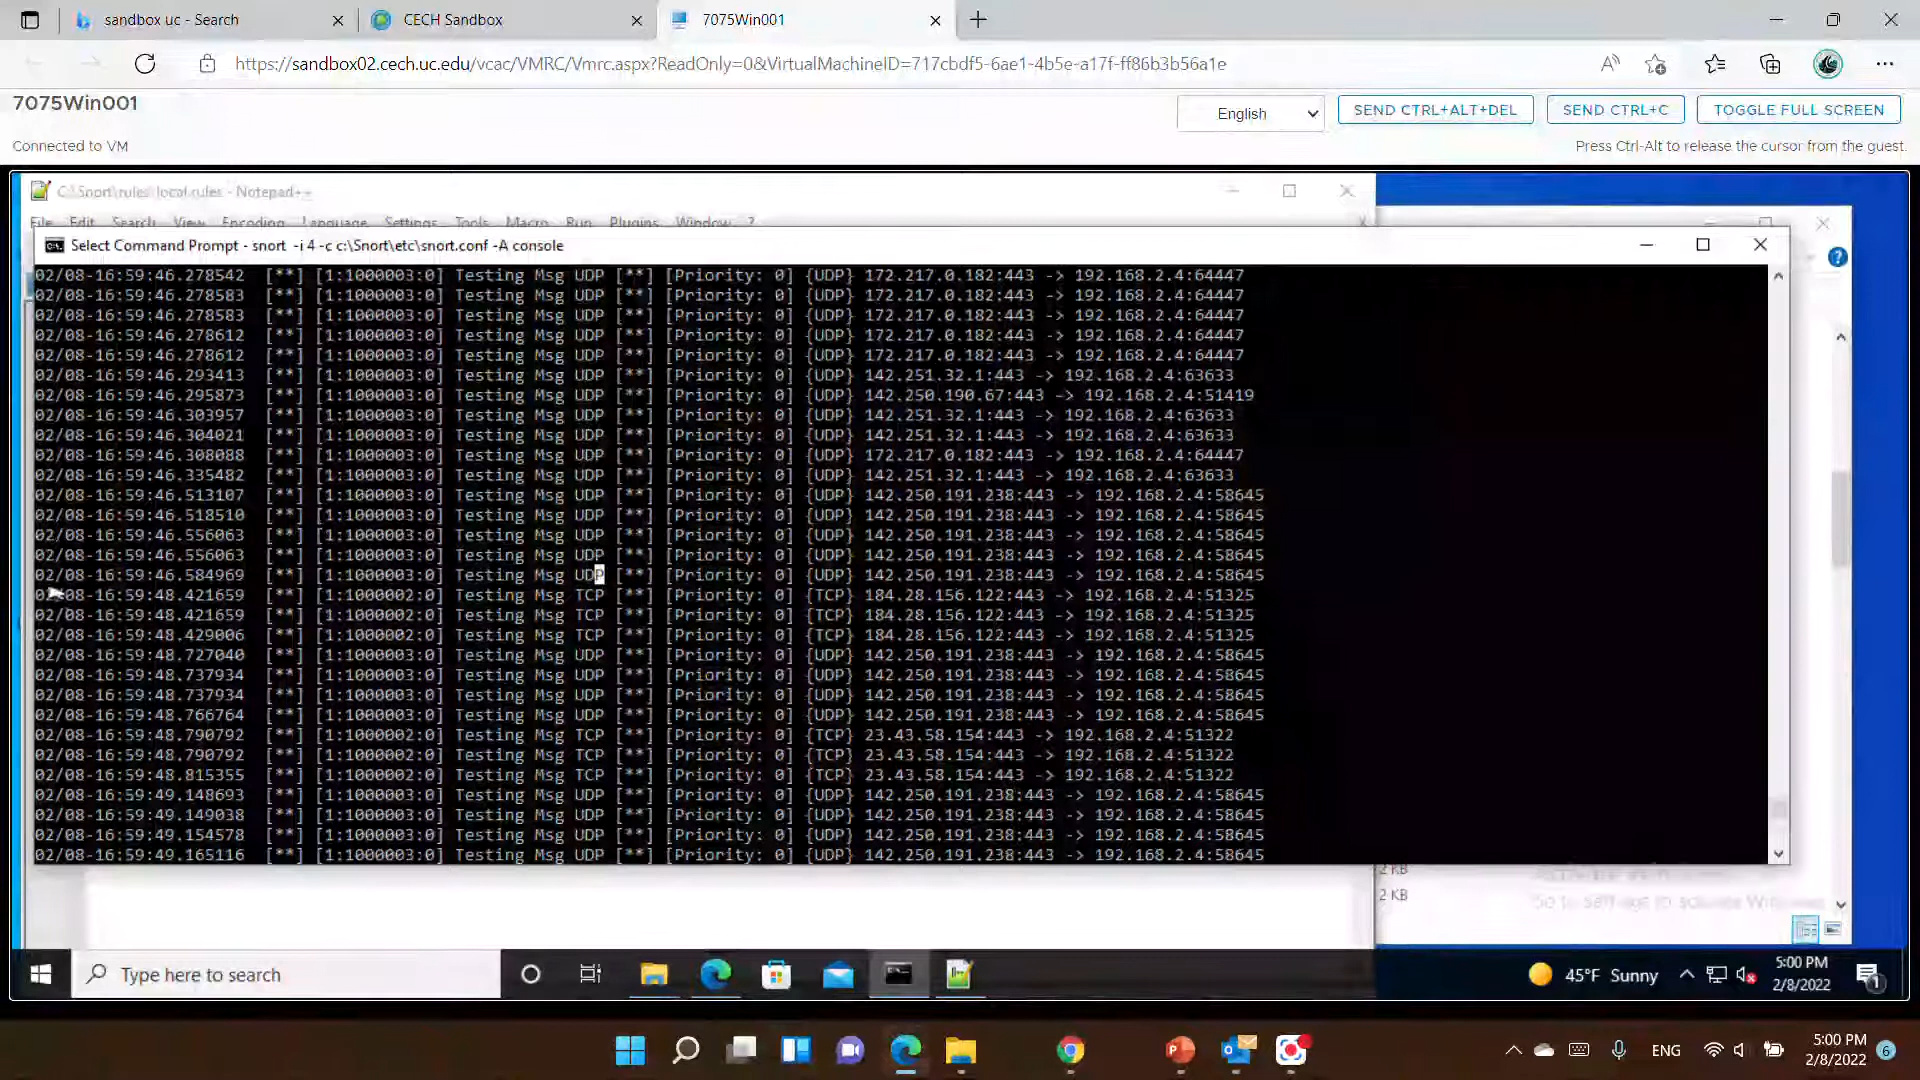 sandbox uc - Search
CECH Sandbox
7075Win001
https://sandbox02.cech.uc.edu/vcac/VMRC/Vmrc.aspx?ReadOnly=0&VirtualMachineID=717cbdf5-6ae1-4b5e-a17f-ff86b3b56a1e
7075Win001
English
SEND CTRL+ALT+DEL
SEND CTRL+C
TOGGLE FULL SCREEN
Connected to VM
Press Ctrl-Alt to release the cursor from the guest.
C:\Snort\rules\local.rules - Notepad++
File Edit Search View Encoding Language Settings Tools Macro Run Plugins Window ?
Select Command Prompt - snort -i 4 -c c:\Snort\etc\snort.conf -A console
02/08-16:59:46.278542 [**] [1:1000003:0] Testing Msg UDP [**] [Priority: 0] {UDP} 172.217.0.182:443 -> 192.168.2.4:64447
02/08-16:59:46.278583 [**] [1:1000003:0] Testing Msg UDP [**] [Priority: 0] {UDP} 172.217.0.182:443 -> 192.168.2.4:64447
02/08-16:59:46.278583 [**] [1:1000003:0] Testing Msg UDP [**] [Priority: 0] {UDP} 172.217.0.182:443 -> 192.168.2.4:64447
02/08-16:59:46.278612 [**] [1:1000003:0] Testing Msg UDP [**] [Priority: 0] {UDP} 172.217.0.182:443 -> 192.168.2.4:64447
02/08-16:59:46.278612 [**] [1:1000003:0] Testing Msg UDP [**] [Priority: 0] {UDP} 172.217.0.182:443 -> 192.168.2.4:64447
02/08-16:59:46.293413 [**] [1:1000003:0] Testing Msg UDP [**] [Priority: 0] {UDP} 142.251.32.1:443 -> 192.168.2.4:63633
02/08-16:59:46.295873 [**] [1:1000003:0] Testing Msg UDP [**] [Priority: 0] {UDP} 142.250.190.67:443 -> 192.168.2.4:51419
02/08-16:59:46.303957 [**] [1:1000003:0] Testing Msg UDP [**] [Priority: 0] {UDP} 142.251.32.1:443 -> 192.168.2.4:63633
02/08-16:59:46.304021 [**] [1:1000003:0] Testing Msg UDP [**] [Priority: 0] {UDP} 142.251.32.1:443 -> 192.168.2.4:63633
02/08-16:59:46.308088 [**] [1:1000003:0] Testing Msg UDP [**] [Priority: 0] {UDP} 172.217.0.182:443 -> 192.168.2.4:64447
02/08-16:59:46.335482 [**] [1:1000003:0] Testing Msg UDP [**] [Priority: 0] {UDP} 142.251.32.1:443 -> 192.168.2.4:63633
02/08-16:59:46.513107 [**] [1:1000003:0] Testing Msg UDP [**] [Priority: 0] {UDP} 142.250.191.238:443 -> 192.168.2.4:58645
02/08-16:59:46.518510 [**] [1:1000003:0] Testing Msg UDP [**] [Priority: 0] {UDP} 142.250.191.238:443 -> 192.168.2.4:58645
02/08-16:59:46.556063 [**] [1:1000003:0] Testing Msg UDP [**] [Priority: 0] {UDP} 142.250.191.238:443 -> 192.168.2.4:58645
02/08-16:59:46.556063 [**] [1:1000003:0] Testing Msg UDP [**] [Priority: 0] {UDP} 142.250.191.238:443 -> 192.168.2.4:58645
02/08-16:59:46.584969 [**] [1:1000003:0] Testing Msg UDP [**] [Priority: 0] {UDP} 142.250.191.238:443 -> 192.168.2.4:58645
02/08-16:59:48.421659 [**] [1:1000002:0] Testing Msg TCP [**] [Priority: 0] {TCP} 184.28.156.122:443 -> 192.168.2.4:51325
02/08-16:59:48.421659 [**] [1:1000002:0] Testing Msg TCP [**] [Priority: 0] {TCP} 184.28.156.122:443 -> 192.168.2.4:51325
02/08-16:59:48.429006 [**] [1:1000002:0] Testing Msg TCP [**] [Priority: 0] {TCP} 184.28.156.122:443 -> 192.168.2.4:51325
02/08-16:59:48.727040 [**] [1:1000003:0] Testing Msg UDP [**] [Priority: 0] {UDP} 142.250.191.238:443 -> 192.168.2.4:58645
02/08-16:59:48.737934 [**] [1:1000003:0] Testing Msg UDP [**] [Priority: 0] {UDP} 142.250.191.238:443 -> 192.168.2.4:58645
02/08-16:59:48.737934 [**] [1:1000003:0] Testing Msg UDP [**] [Priority: 0] {UDP} 142.250.191.238:443 -> 192.168.2.4:58645
02/08-16:59:48.766764 [**] [1:1000003:0] Testing Msg UDP [**] [Priority: 0] {UDP} 142.250.191.238:443 -> 192.168.2.4:58645
02/08-16:59:48.790792 [**] [1:1000002:0] Testing Msg TCP [**] [Priority: 0] {TCP} 23.43.58.154:443 -> 192.168.2.4:51322
02/08-16:59:48.790792 [**] [1:1000002:0] Testing Msg TCP [**] [Priority: 0] {TCP} 23.43.58.154:443 -> 192.168.2.4:51322
02/08-16:59:48.815355 [**] [1:1000002:0] Testing Msg TCP [**] [Priority: 0] {TCP} 23.43.58.154:443 -> 192.168.2.4:51322
02/08-16:59:49.148693 [**] [1:1000003:0] Testing Msg UDP [**] [Priority: 0] {UDP} 142.250.191.238:443 -> 192.168.2.4:58645
02/08-16:59:49.149038 [**] [1:1000003:0] Testing Msg UDP [**] [Priority: 0] {UDP} 142.250.191.238:443 -> 192.168.2.4:58645
02/08-16:59:49.154578 [**] [1:1000003:0] Testing Msg UDP [**] [Priority: 0] {UDP} 142.250.191.238:443 -> 192.168.2.4:58645
02/08-16:59:49.165116 [**] [1:1000003:0] Testing Msg UDP [**] [Priority: 0] {UDP} 142.250.191.238:443 -> 192.168.2.4:58645
2 KB
2 KB
Go to Settings to activate Windows.
Type here to search
45°F Sunny
5:00 PM
2/8/2022
1
ENG
5:00 PM
2/8/2022
6